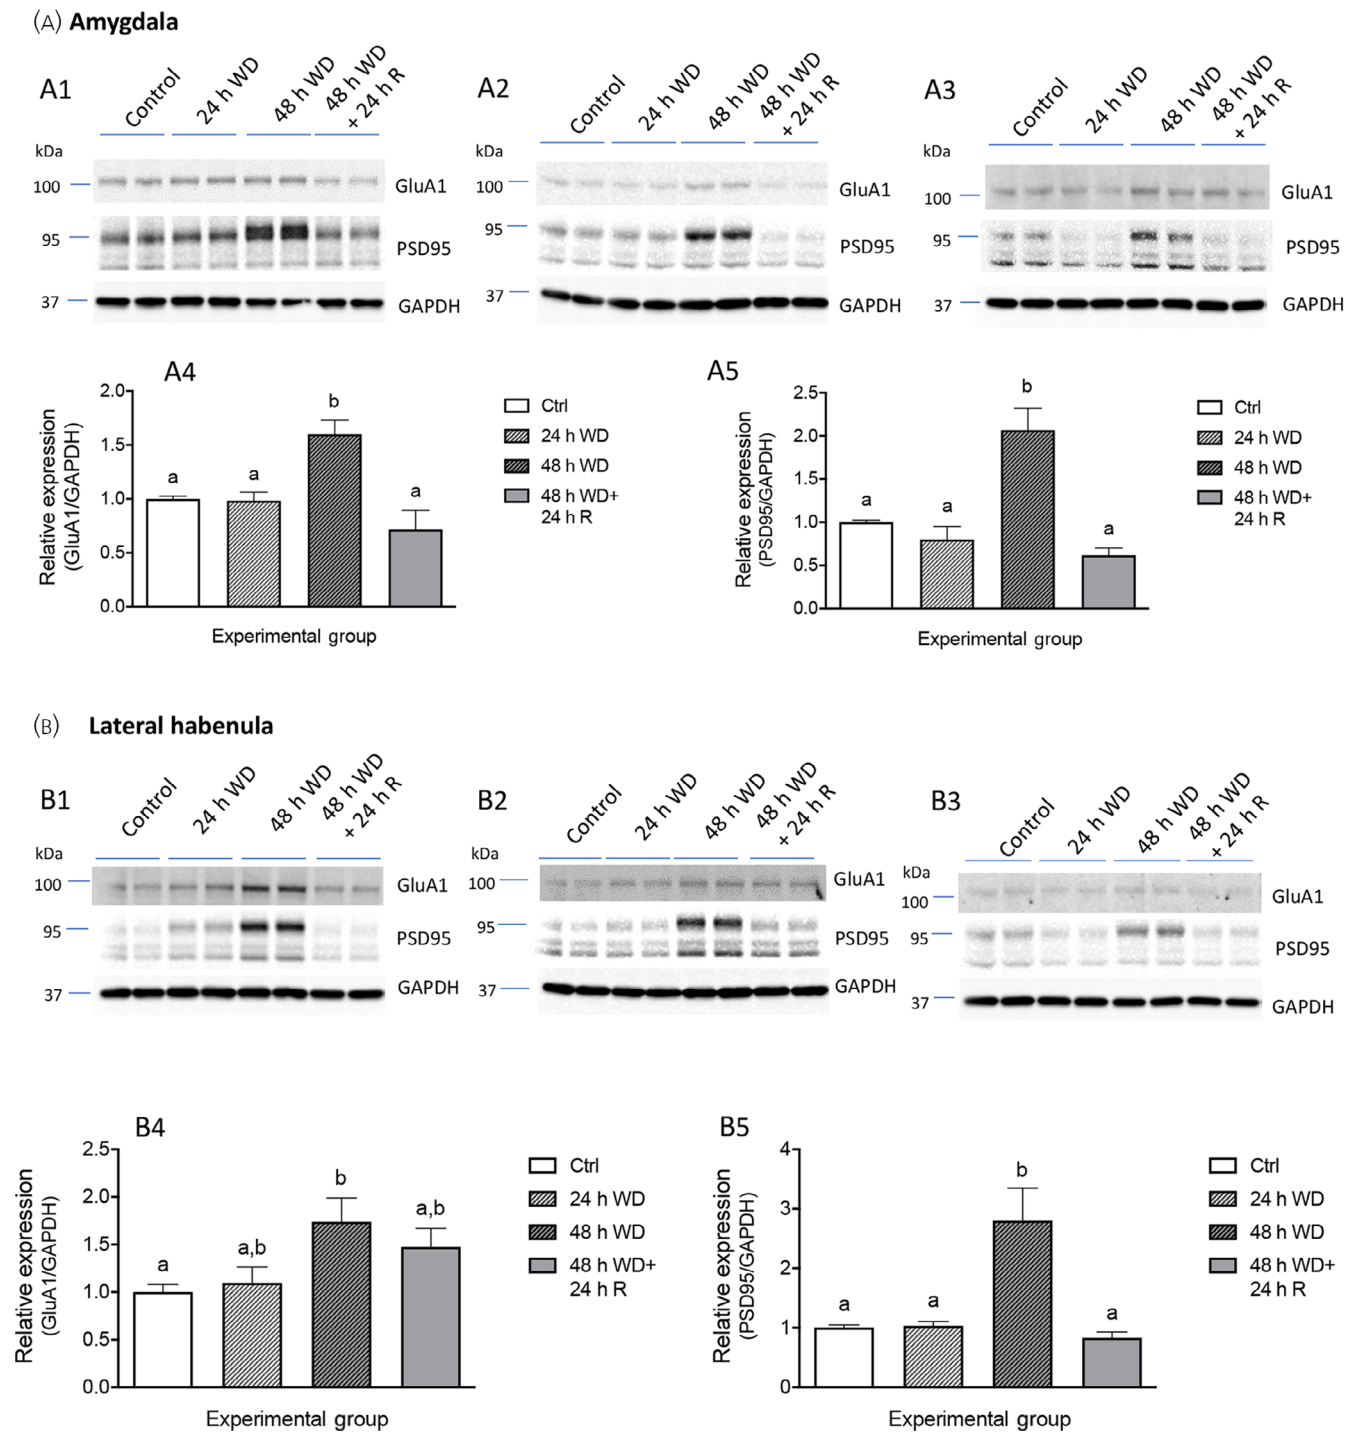 (A) Amygdala
A1
Control
24 h WD
48 h WD
48 h WD
+ 24 h R
kDa
100
95
37
GluA1
PSD95
GAPDH
A2
Control
24 h WD
48 h WD
48 h WD
+ 24 h R
kDa
100
95
37
GluA1
PSD95
GAPDH
A3
Control
24 h WD
48 h WD
48 h WD
+ 24 h R
kDa
100
95
37
GluA1
PSD95
GAPDH
A4
Relative expression
(GluA1/GAPDH)
2.0
1.5
1.0
0.5
0.0
a
a
b
a
Experimental group
Ctrl
24 h WD
48 h WD
48 h WD+
24 h R
A5
Relative expression
(PSD95/GAPDH)
2.5
2.0
1.5
1.0
0.5
0.0
a
a
b
a
Experimental group
Ctrl
24 h WD
48 h WD
48 h WD+
24 h R
(B) Lateral habenula
B1
Control
24 h WD
48 h WD
48 h WD
+ 24 h R
kDa
100
95
37
GluA1
PSD95
GAPDH
B2
Control
24 h WD
48 h WD
48 h WD
+ 24 h R
kDa
100
95
37
GluA1
PSD95
GAPDH
B3
Control
24 h WD
48 h WD
48 h WD
+ 24 h R
kDa
100
95
37
GluA1
PSD95
GAPDH
B4
Relative expression
(GluA1/GAPDH)
2.5
2.0
1.5
1.0
0.5
0.0
a
a,b
b
a,b
Experimental group
Ctrl
24 h WD
48 h WD
48 h WD+
24 h R
B5
Relative expression
(PSD95/GAPDH)
4
3
2
1
0
a
a
b
a
Experimental group
Ctrl
24 h WD
48 h WD
48 h WD+
24 h R